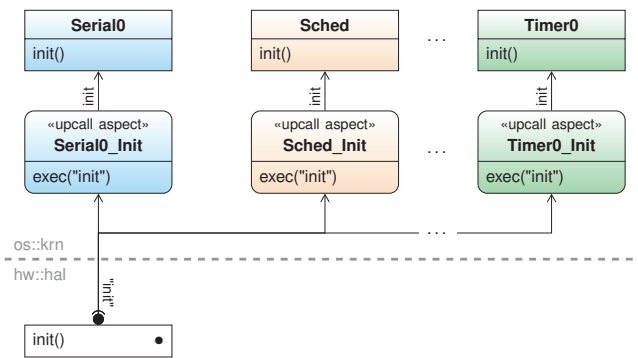 Serial0
init()
Sched
init()
...
Timer0
init()
init
init
init
«upcall aspect»
Serial0_Init
exec("init")
«upcall aspect»
Sched_Init
exec("init")
...
«upcall aspect»
Timer0_Init
exec("init")
...
os::krn
hw::hal
"init"
init()